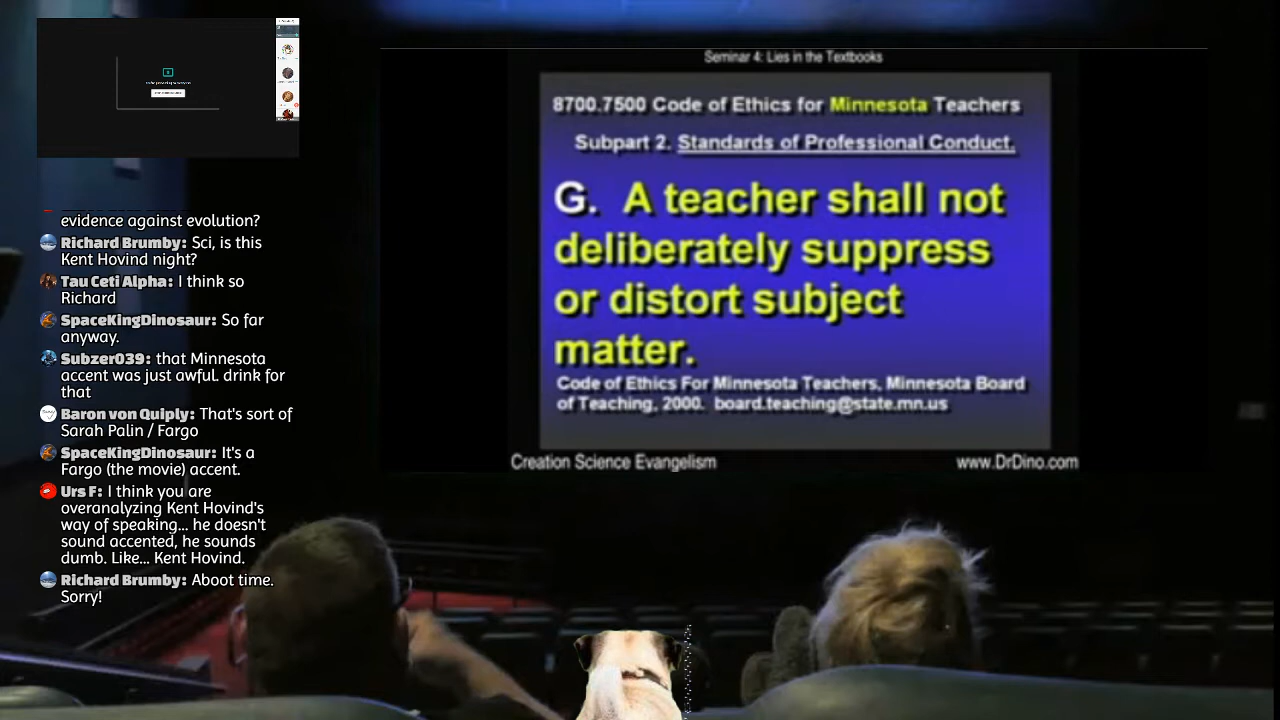 evidence against evolution?
Richard Brumby: Sci, is this
Kent Hovind night?
Tau Ceti Alpha: I think so
Richard
SpaceKingDinosaur: So far
anyway.
Subzer039: that Minnesota
accent was just awful. drink for
that
Baron von Quiply: That's sort of
Sarah Palin / Fargo
SpaceKingDinosaur: It's a
Fargo (the movie) accent.
Urs F: I think you are
overanalyzing Kent Hovind's
way of speaking... he doesn't
sound accented, he sounds
dumb. Like... Kent Hovind.
Richard Brumby: Aboot time.
Sorry!
Seminar 4: Lies in the Textbooks
8700.7500 Code of Ethics for Minnesota Teachers
Subpart 2. Standards of Professional Conduct.
G. A teacher shall not
deliberately suppress
or distort subject
matter.
Code of Ethics For Minnesota Teachers, Minnesota Board
of Teaching, 2000. board.teaching@state.mn.us
Creation Science Evangelism
www.DrDino.com